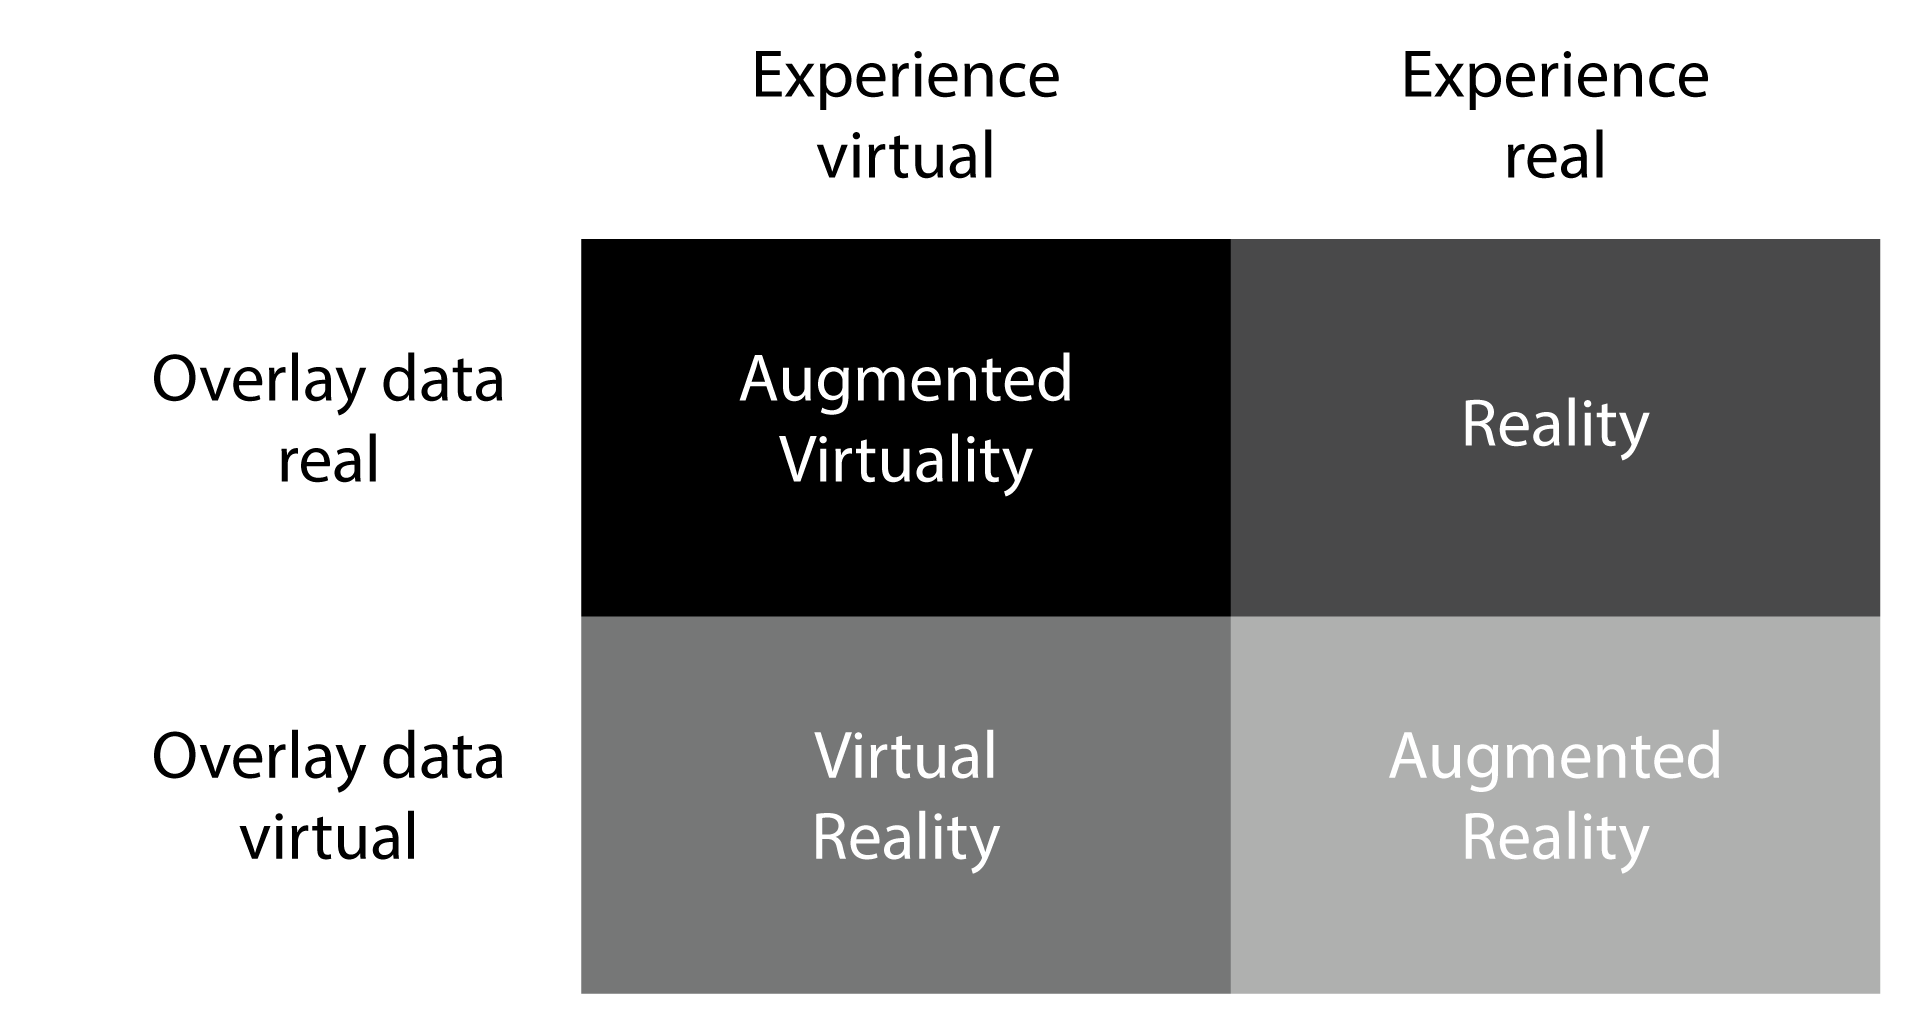 Experience
virtual
Experience
real
Overlay data
real
Augmented
Virtuality
Reality
Overlay data
virtual
Virtual
Reality
Augmented
Reality